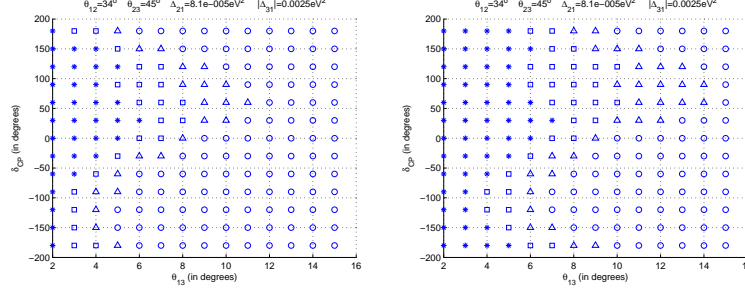 θ12=34° θ23=45° Δ21=8.1e−005eV² |Δ31|=0.0025eV²
200
150
100
50
0
−50
−100
−150
−200
δCP (in degrees)
2 4 6 8 10 12 14 16
θ13 (in degrees)
θ12=34° θ23=45° Δ21=8.1e−005eV² |Δ31|=0.0025eV²
200
150
100
50
0
−50
−100
−150
−200
δCP (in degrees)
2 4 6 8 10 12 14 1
θ13 (in degrees)